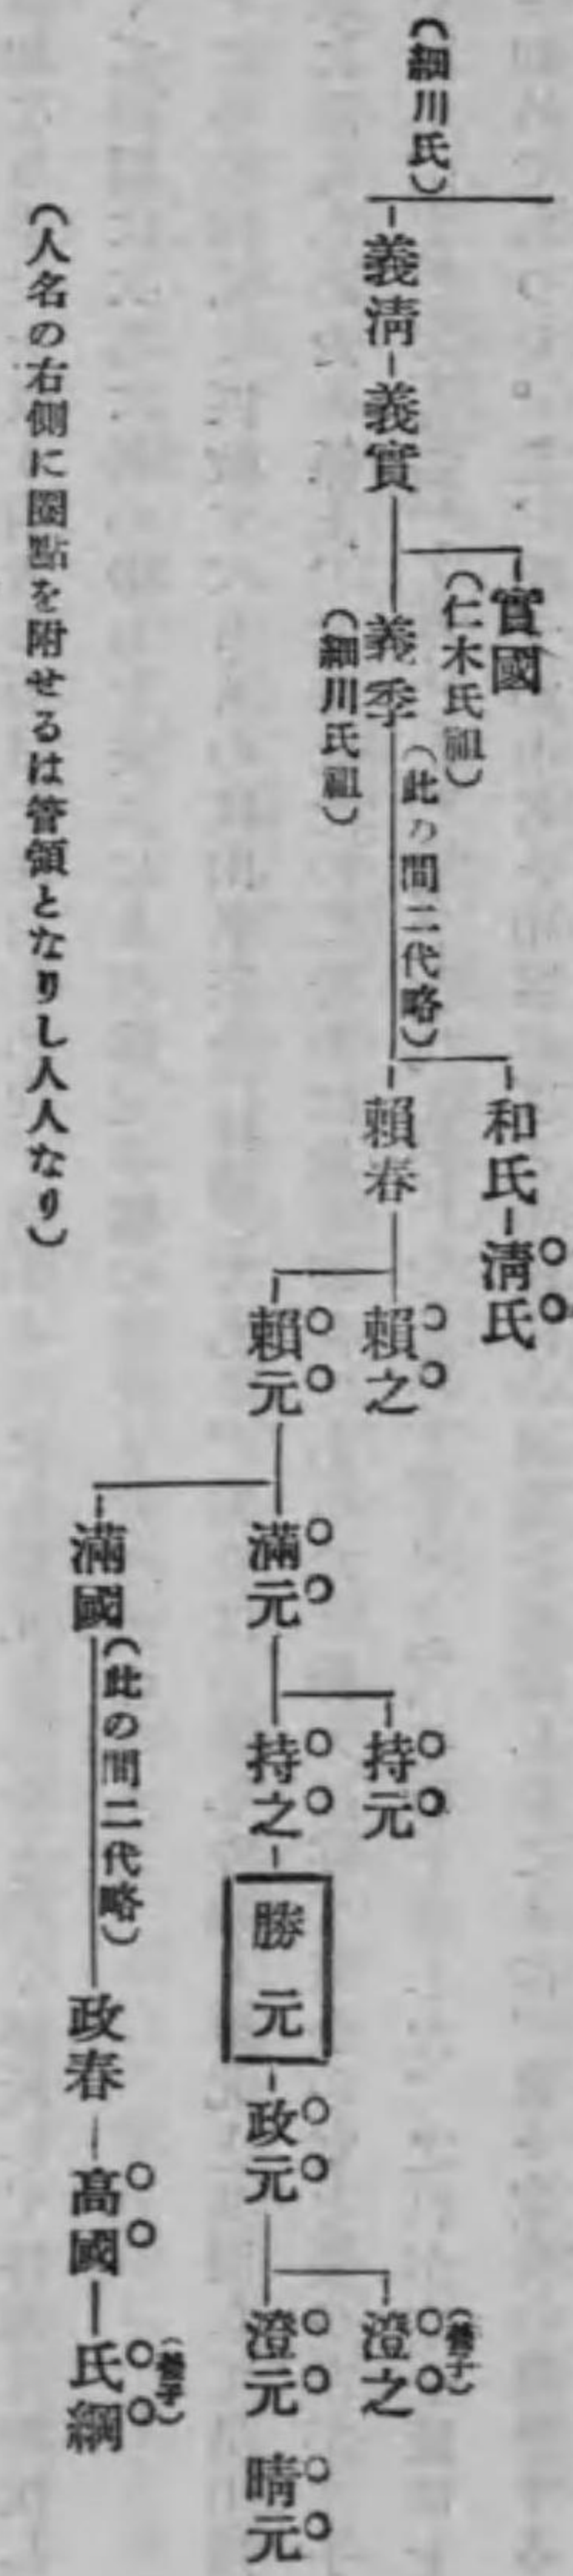 （細川氏）
義淸
義實
實國
（仁木氏祖）
義季
（細川氏祖）
（此の間二代略）
和氏
淸氏
賴春
賴之
賴元
滿元
持元
持之
勝元
政元
澄之
（養子）
澄元
晴元
滿國
（此の間二代略）
政春
高國
氏綱
（養子）
（人名の右側に圈點を附せるは管領となりし人人なり）